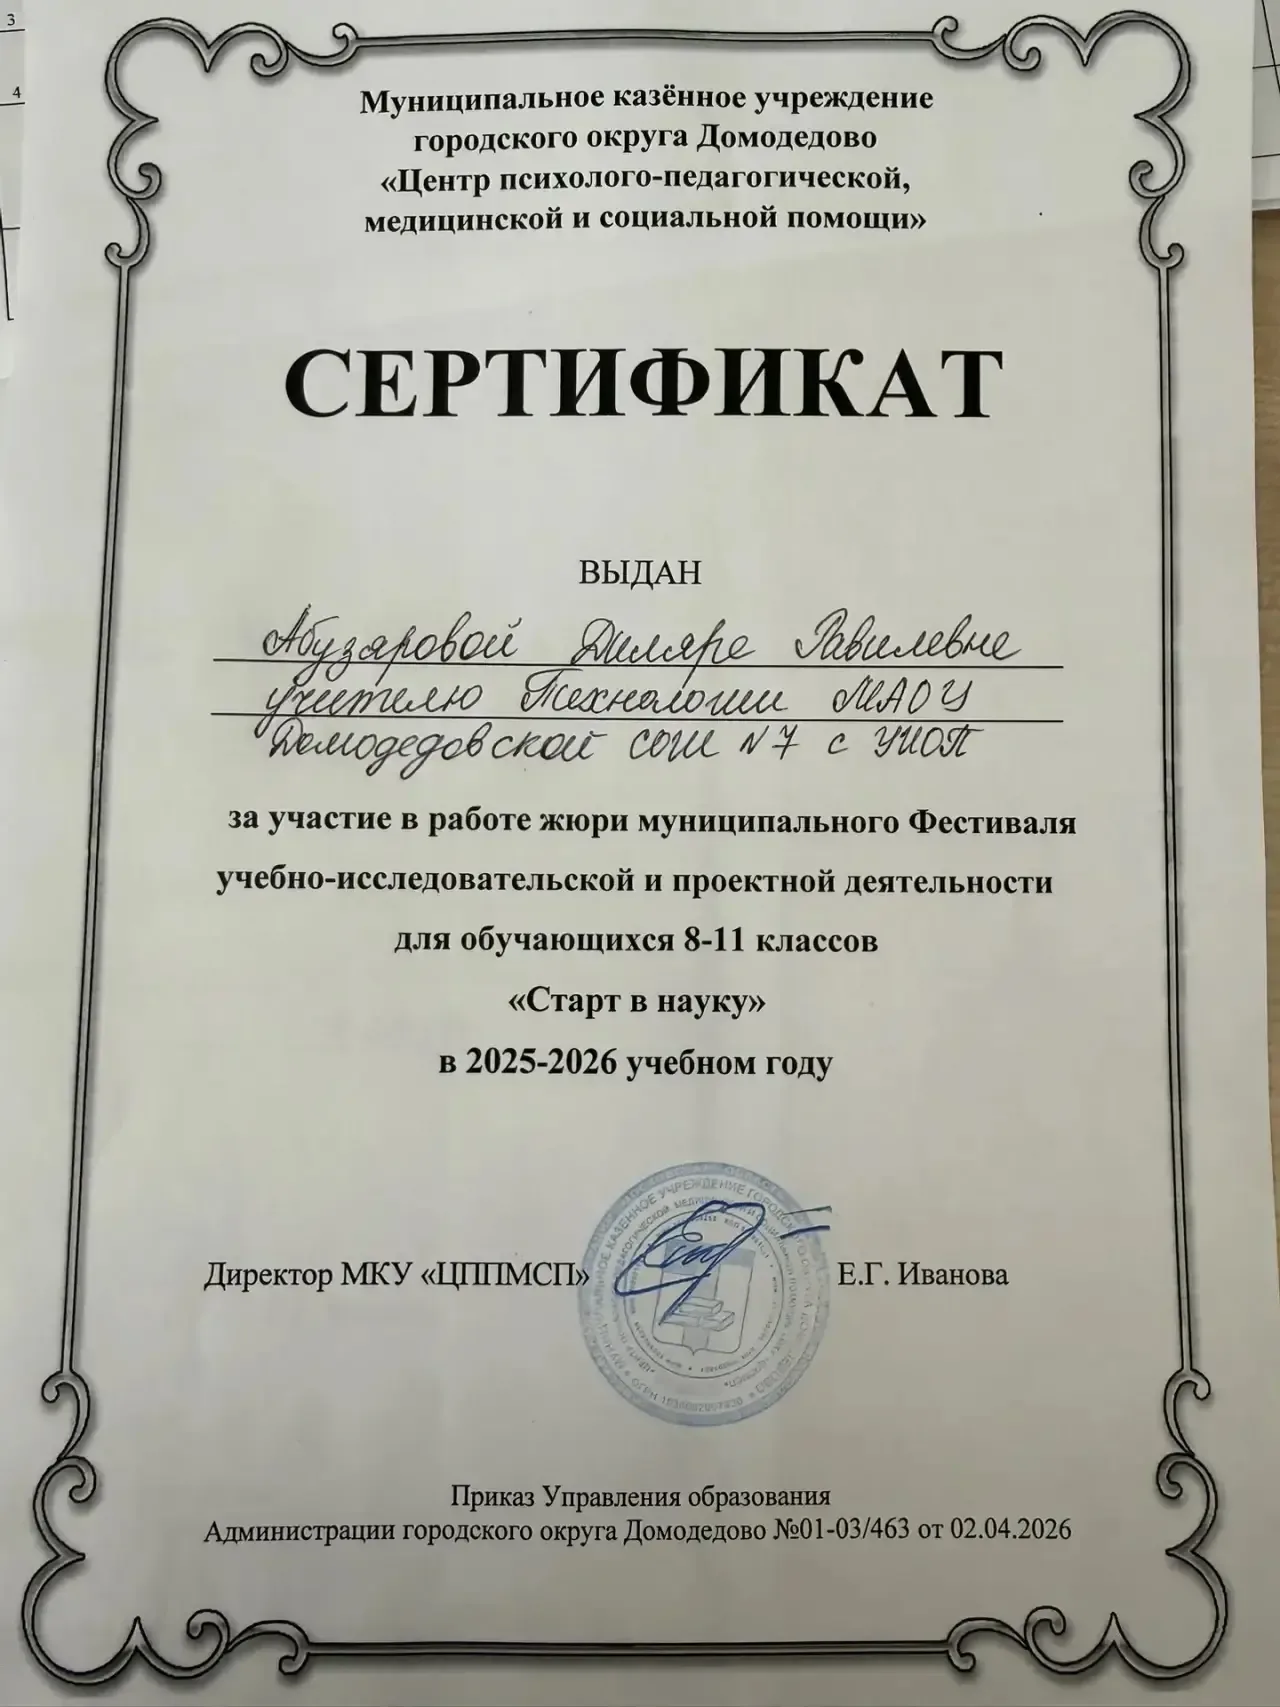 3
4
Муниципальное казённое учреждение
городского округа Домодедово
«Центр психолого-педагогической,
медицинской и социальной помощи»
СЕРТИФИКАТ
ВЫДАН
Абузяровой Диляре Равилевне
учителю Технологии МАОУ
Домодедовской СОШ №7 с УИОП
за участие в работе жюри муниципального Фестиваля
учебно-исследовательской и проектной деятельности
для обучающихся 8-11 классов
«Старт в науку»
в 2025-2026 учебном году
Директор МКУ «ЦППМСП» Е.Г. Иванова
Приказ Управления образования
Администрации городского округа Домодедово №01-03/463 от 02.04.2026